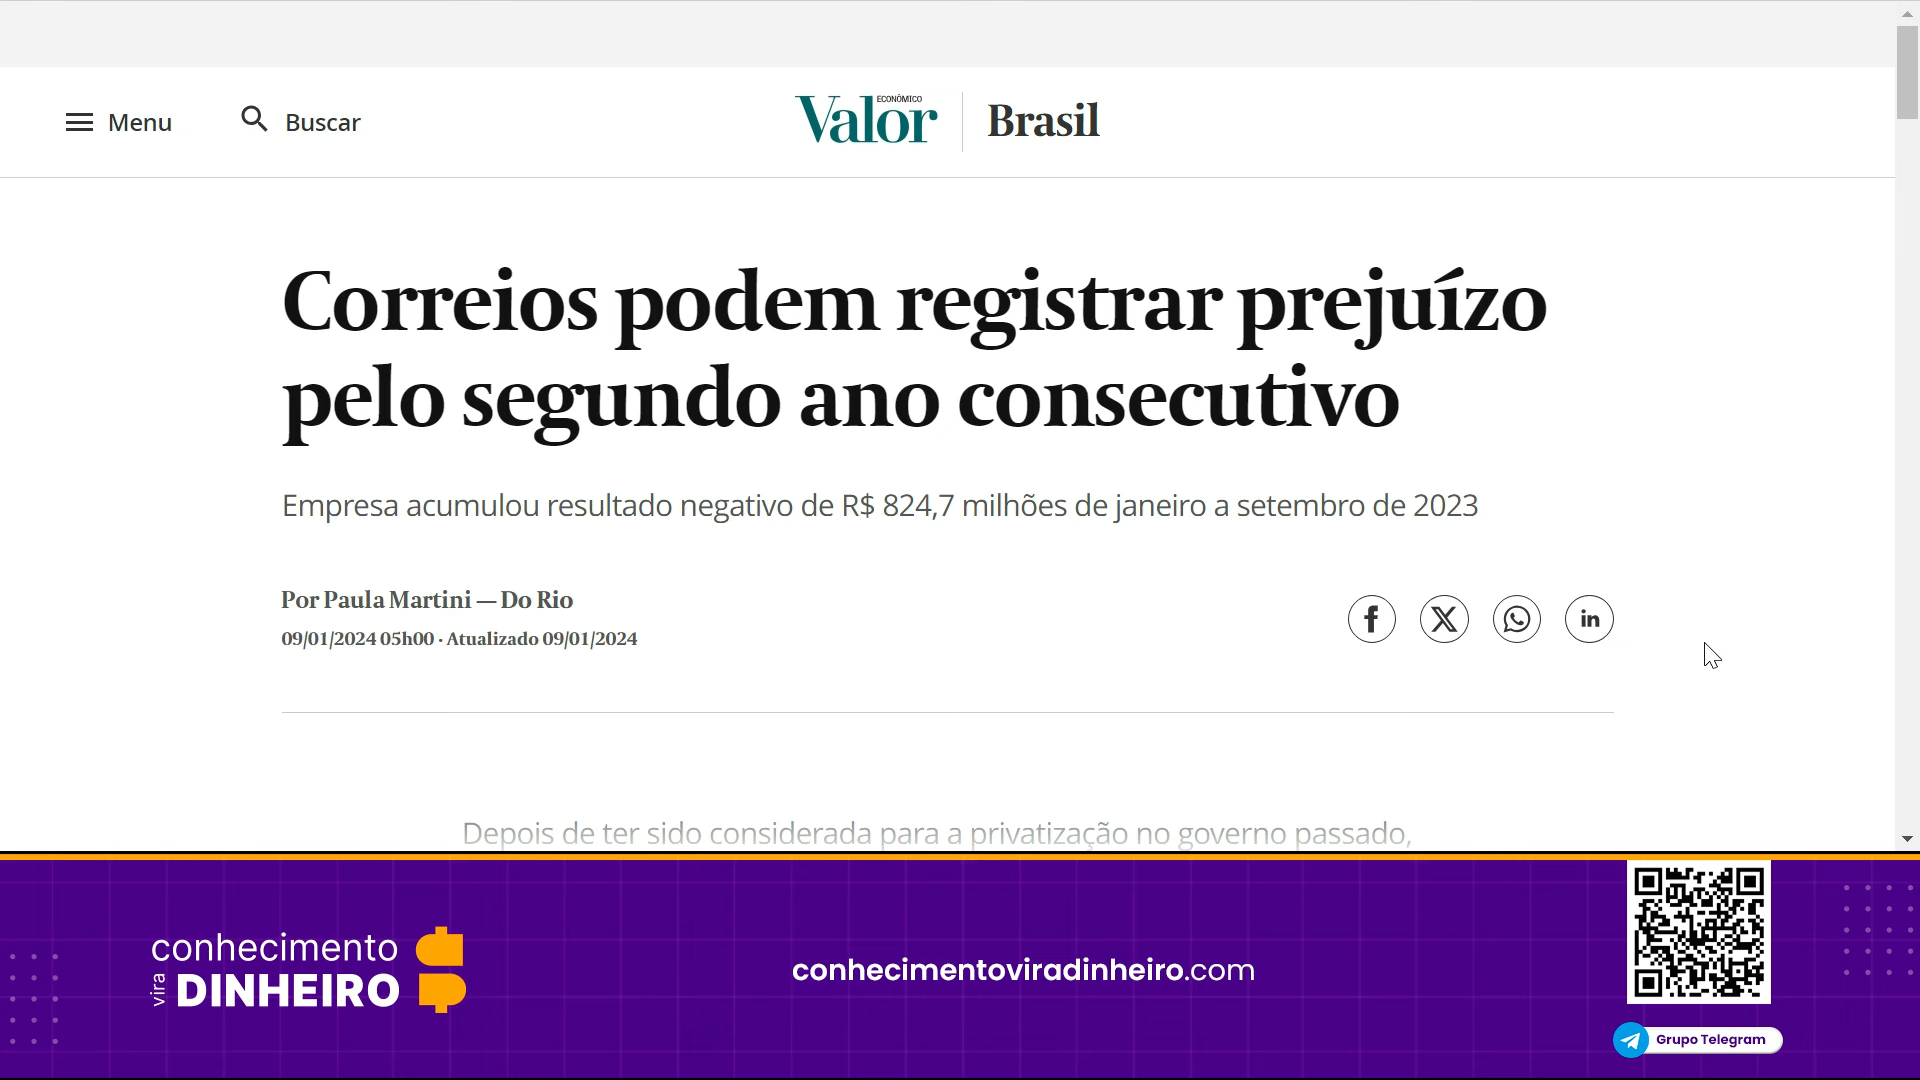 Menu
Buscar
Valor ECONÔMICO
Brasil
Correios podem registrar prejuízo
pelo segundo ano consecutivo
Empresa acumulou resultado negativo de R$ 824,7 milhões de janeiro a setembro de 2023
Por Paula Martini — Do Rio
09/01/2024 05h00 · Atualizado 09/01/2024
Depois de ter sido considerada para a privatização no governo passado,
conhecimento
vira DINHEIRO
conhecimentoviradinheiro.com
Grupo Telegram